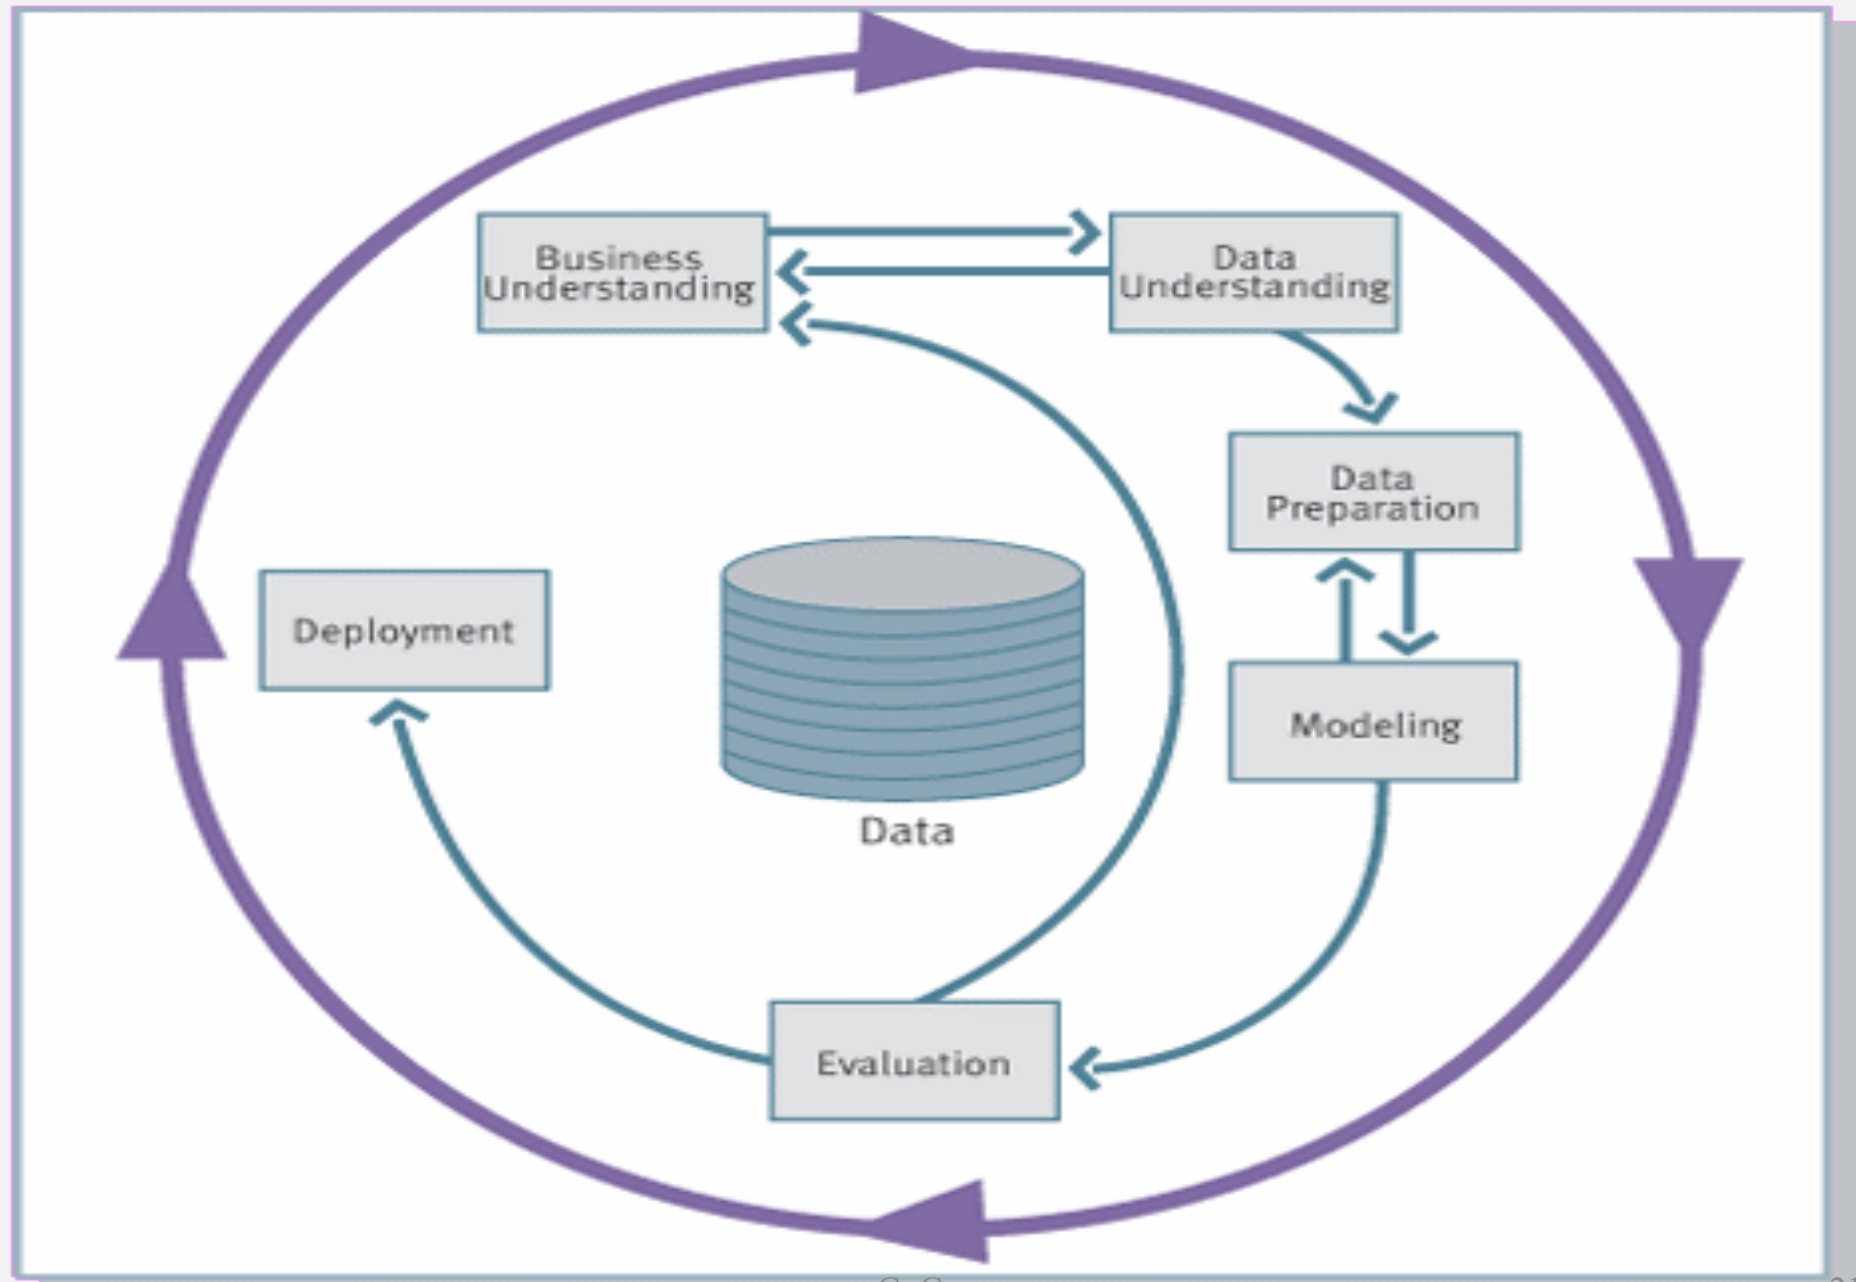 Business
Understanding
Data
Understanding
Data
Preparation
Deployment
Modeling
Data
Evaluation